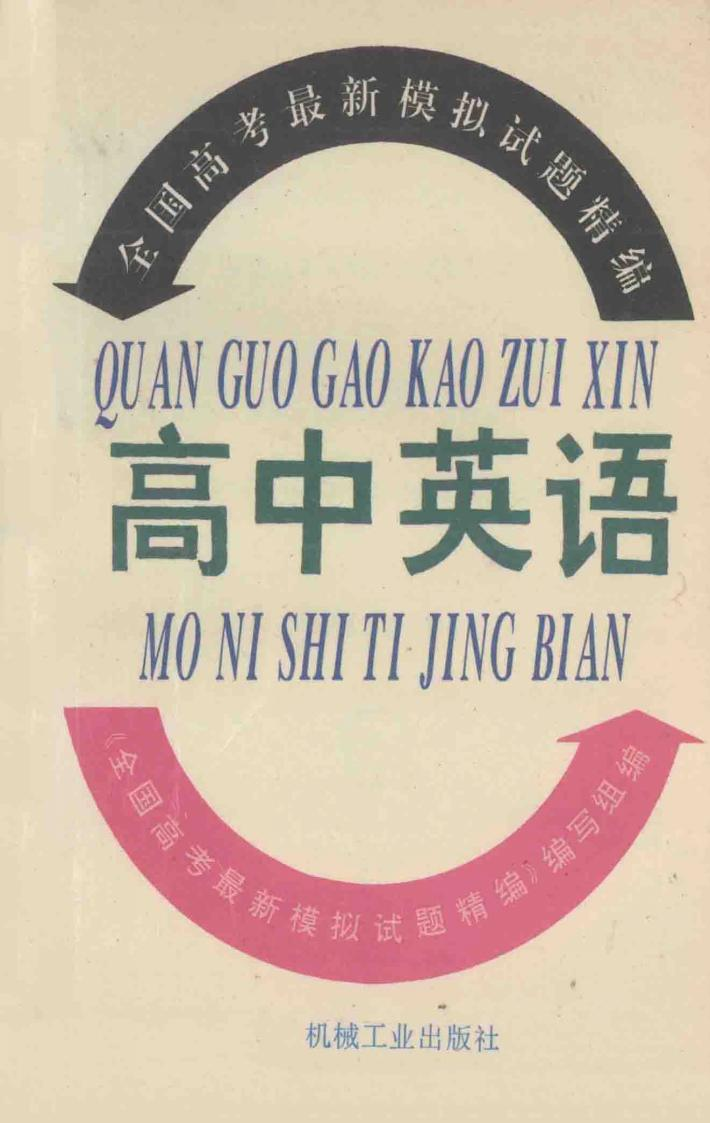 全国高考最新模拟试题精编
QUAN GUO GAO KAO ZUI XIN
高中英语
MO NI SHI TI JING BIAN
《全国高考最新模拟试题精编》编写组编
机械工业出版社